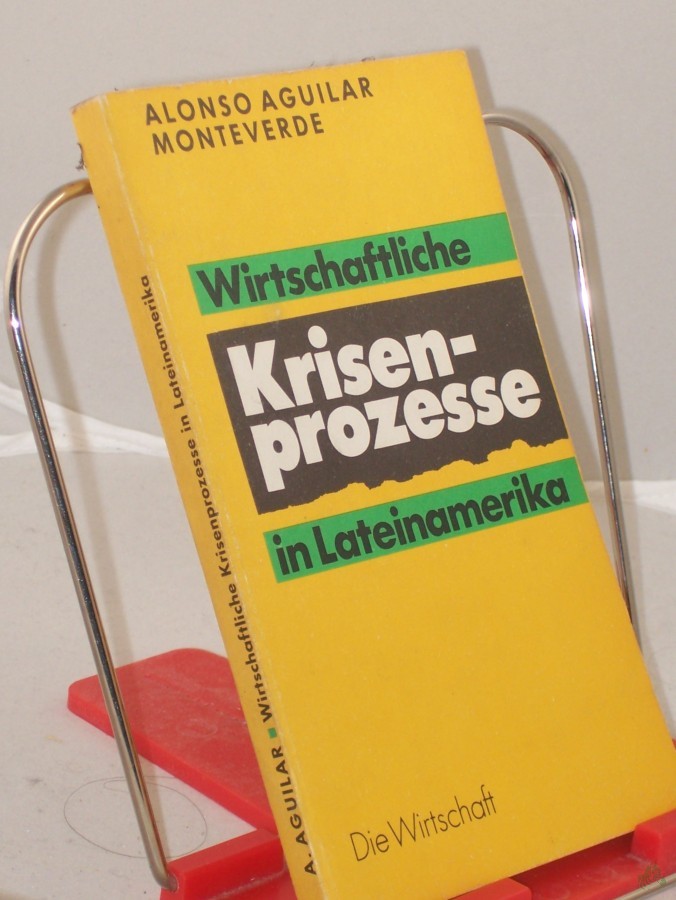 ALONSO AGUILAR
MONTEVERDE
Wirtschaftliche
Krisen-
prozesse
in Lateinamerika
Die Wirtschaft
A. AGUILAR ▪ Wirtschaftliche Krisenprozesse in Lateinamerika